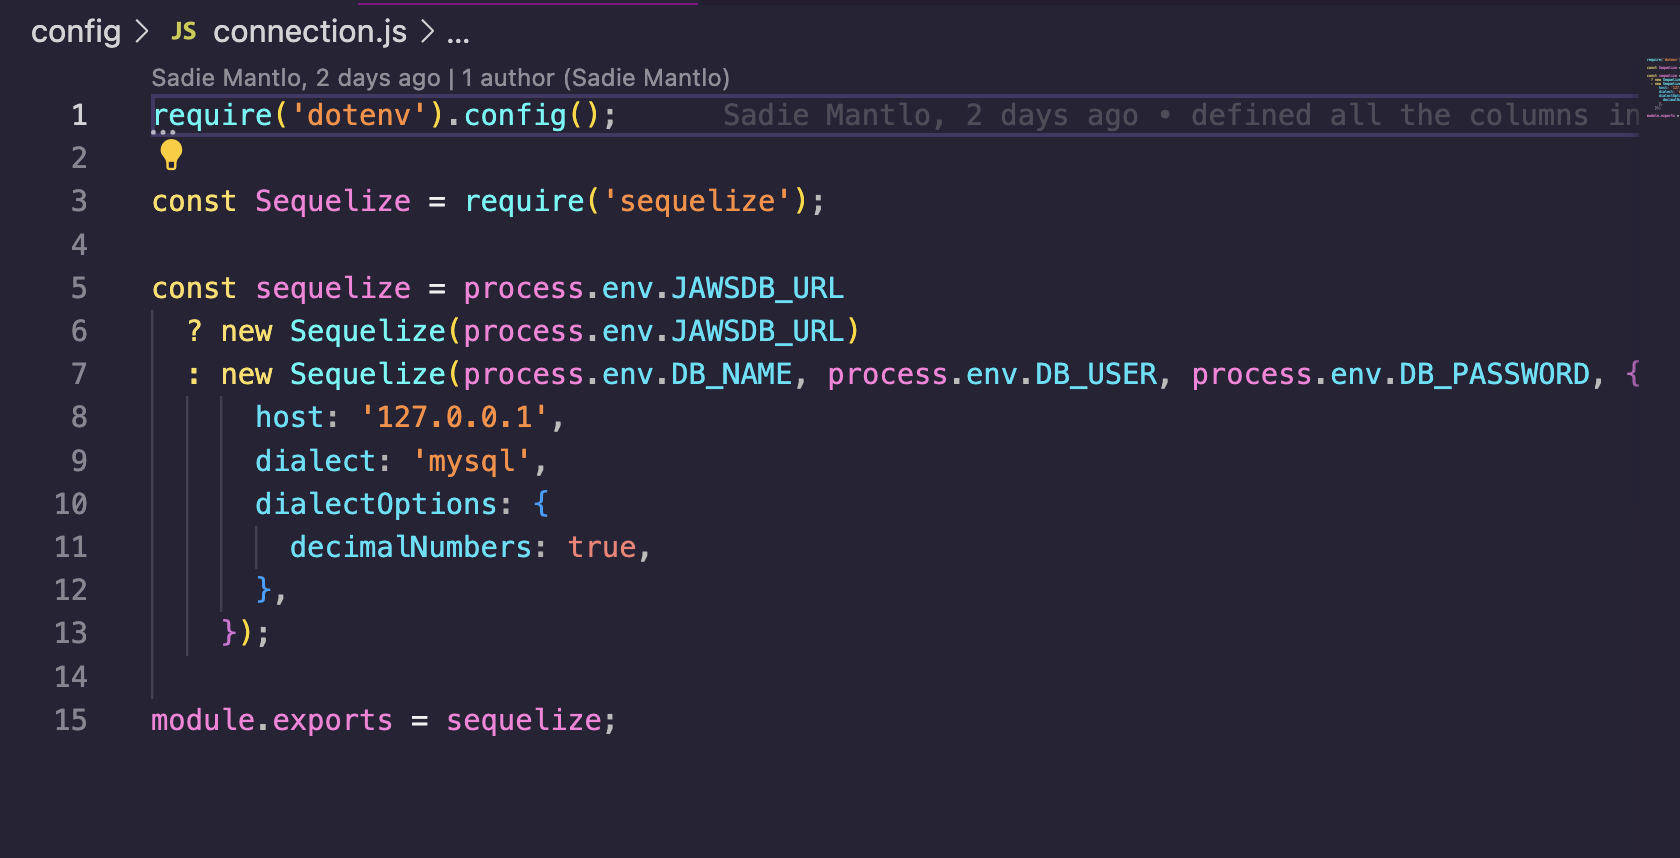 config > JS connection.js > ...
Sadie Mantlo, 2 days ago | 1 author (Sadie Mantlo)
1 require('dotenv').config(); Sadie Mantlo, 2 days ago • defined all the columns in
2
3 const Sequelize = require('sequelize');
4
5 const sequelize = process.env.JAWSDB_URL
6 ? new Sequelize(process.env.JAWSDB_URL)
7 : new Sequelize(process.env.DB_NAME, process.env.DB_USER, process.env.DB_PASSWORD, {
8 host: '127.0.0.1',
9 dialect: 'mysql',
10 dialectOptions: {
11 decimalNumbers: true,
12 },
13 });
14
15 module.exports = sequelize;